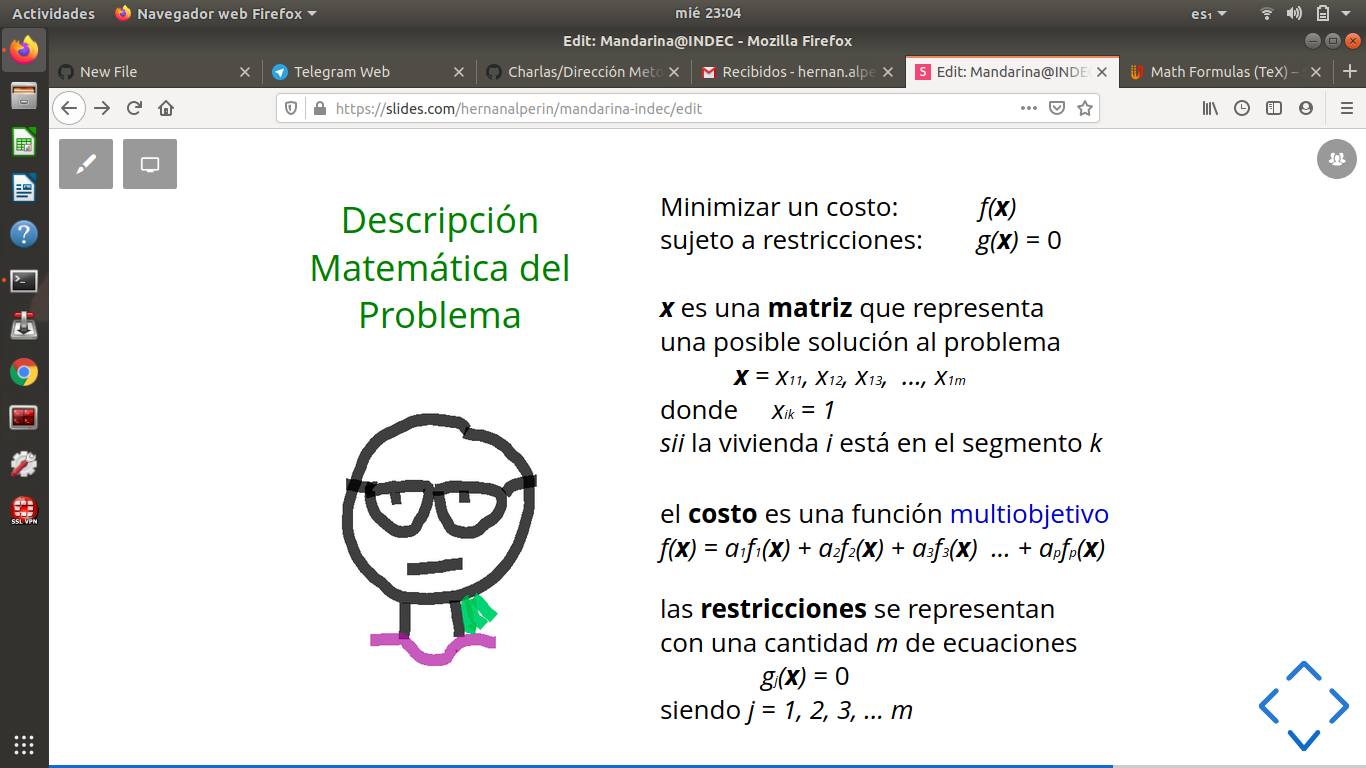 Actividades Navegador web Firefox mié 23:04 es₁
Edit: Mandarina@INDEC - Mozilla Firefox
New File Telegram Web Charlas/Dirección Meto Recibidos - hernan.alpe Edit: Mandarina@INDE Math Formulas (TeX) –
https://slides.com/hernanalperin/mandarina-indec/edit
Descripción
Matemática del
Problema
Minimizar un costo: f(x)
sujeto a restricciones: g(x) = 0
x es una matriz que representa
una posible solución al problema
x = x₁₁, x₁₂, x₁₃, ..., x₁ₘ
donde xᵢₖ = 1
sii la vivienda i está en el segmento k
el costo es una función multiobjetivo
f(x) = a₁f₁(x) + a₂f₂(x) + a₃f₃(x) ... + aₚfₚ(x)
las restricciones se representan
con una cantidad m de ecuaciones
gⱼ(x) = 0
siendo j = 1, 2, 3, ... m
SSL VPN